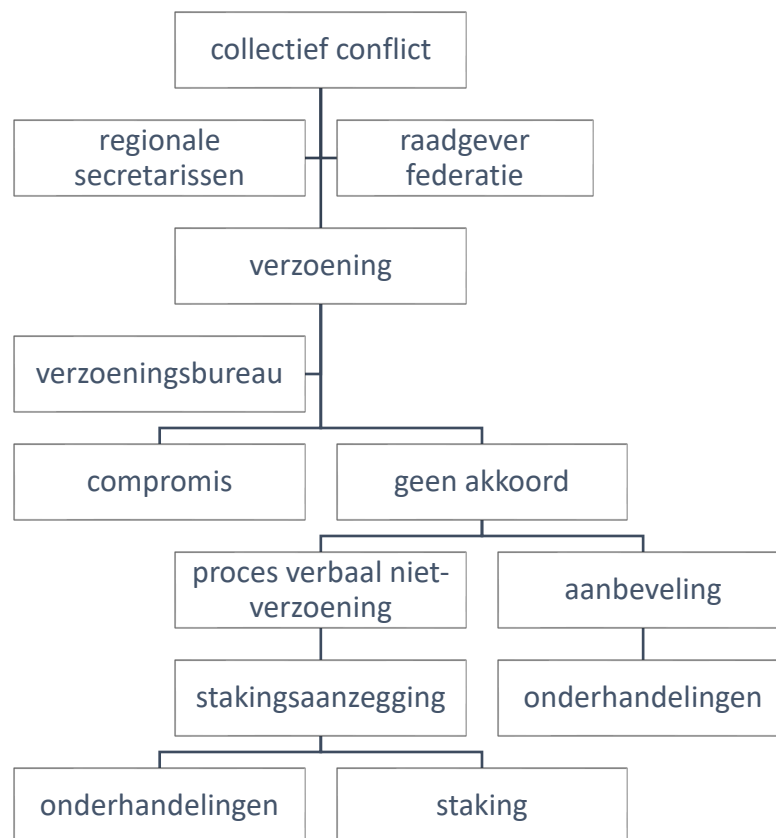 collectief conflict
regionale
secretarissen
raadgever
federatie
verzoening
verzoeningsbureau
compromis
geen akkoord
proces verbaal niet-
verzoening
aanbeveling
stakingsaanzegging
onderhandelingen
onderhandelingen
staking